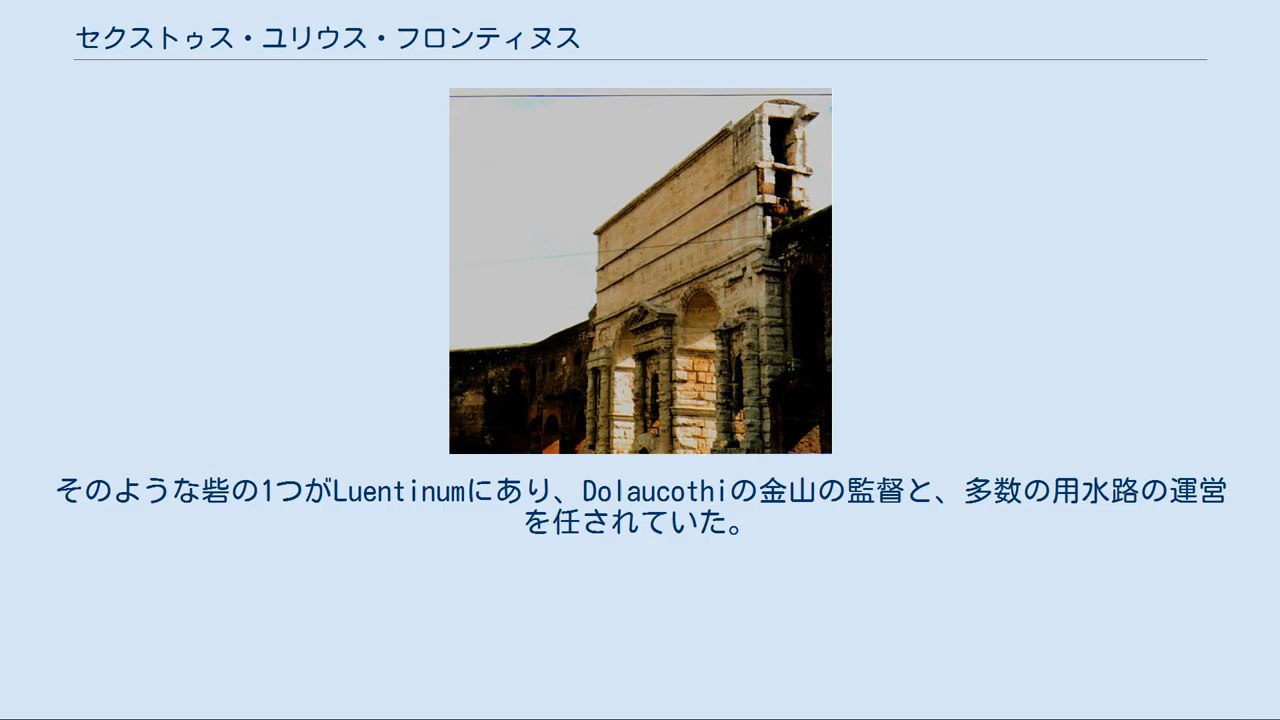 セクストゥス・ユリウス・フロンティヌス
そのような砦の1つがLuentinumにあり、Dolaucothiの金山の監督と、多数の用水路の運営
を任されていた。